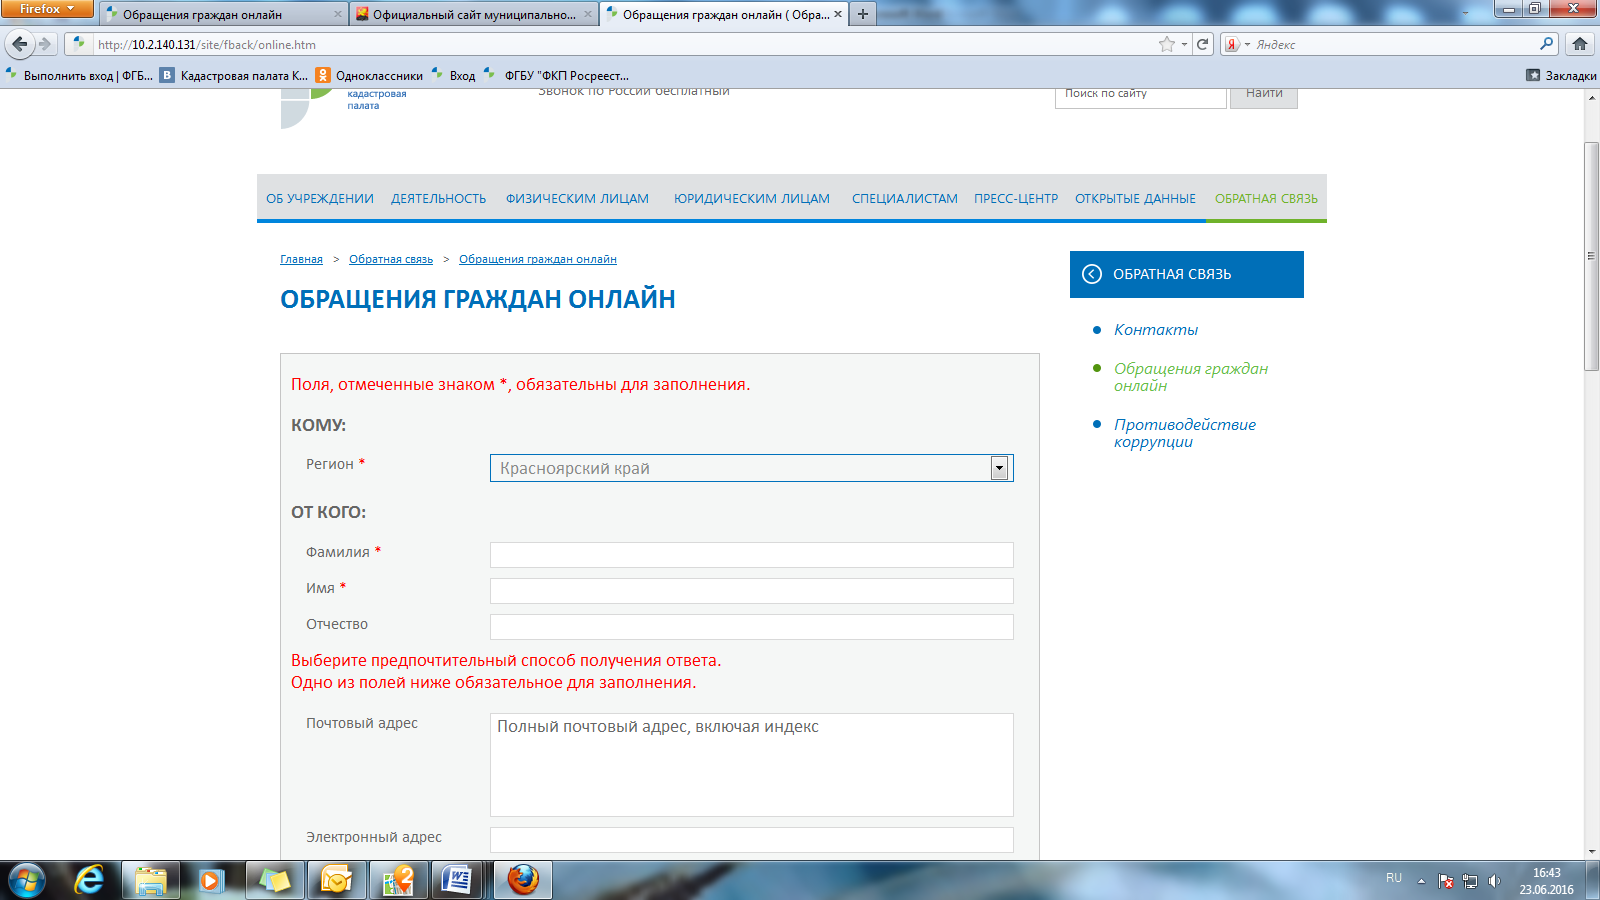 Firefox
Обращения граждан онлайн
Официальный сайт муниципально...
Обращения граждан онлайн ( Обра...
http://10.2.140.131/site/fback/online.htm
Яндекс
Выполнить вход | ФГБ...
Кадастровая палата К...
Одноклассники
Вход
ФГБУ "ФКП Росреест...
Закладки
кадастровая
палата
Звонок по России бесплатный
Поиск по сайту
Найти
ОБ УЧРЕЖДЕНИИ
ДЕЯТЕЛЬНОСТЬ
ФИЗИЧЕСКИМ ЛИЦАМ
ЮРИДИЧЕСКИМ ЛИЦАМ
СПЕЦИАЛИСТАМ
ПРЕСС-ЦЕНТР
ОТКРЫТЫЕ ДАННЫЕ
ОБРАТНАЯ СВЯЗЬ
Главная > Обратная связь > Обращения граждан онлайн
ОБРАЩЕНИЯ ГРАЖДАН ОНЛАЙН
Поля, отмеченные знаком *, обязательны для заполнения.
КОМУ:
Регион *
Красноярский край
ОТ КОГО:
Фамилия *
Имя *
Отчество
Выберите предпочтительный способ получения ответа.
Одно из полей ниже обязательное для заполнения.
Почтовый адрес
Полный почтовый адрес, включая индекс
Электронный адрес
ОБРАТНАЯ СВЯЗЬ
Контакты
Обращения граждан
онлайн
Противодействие
коррупции
RU
16:43
23.06.2016